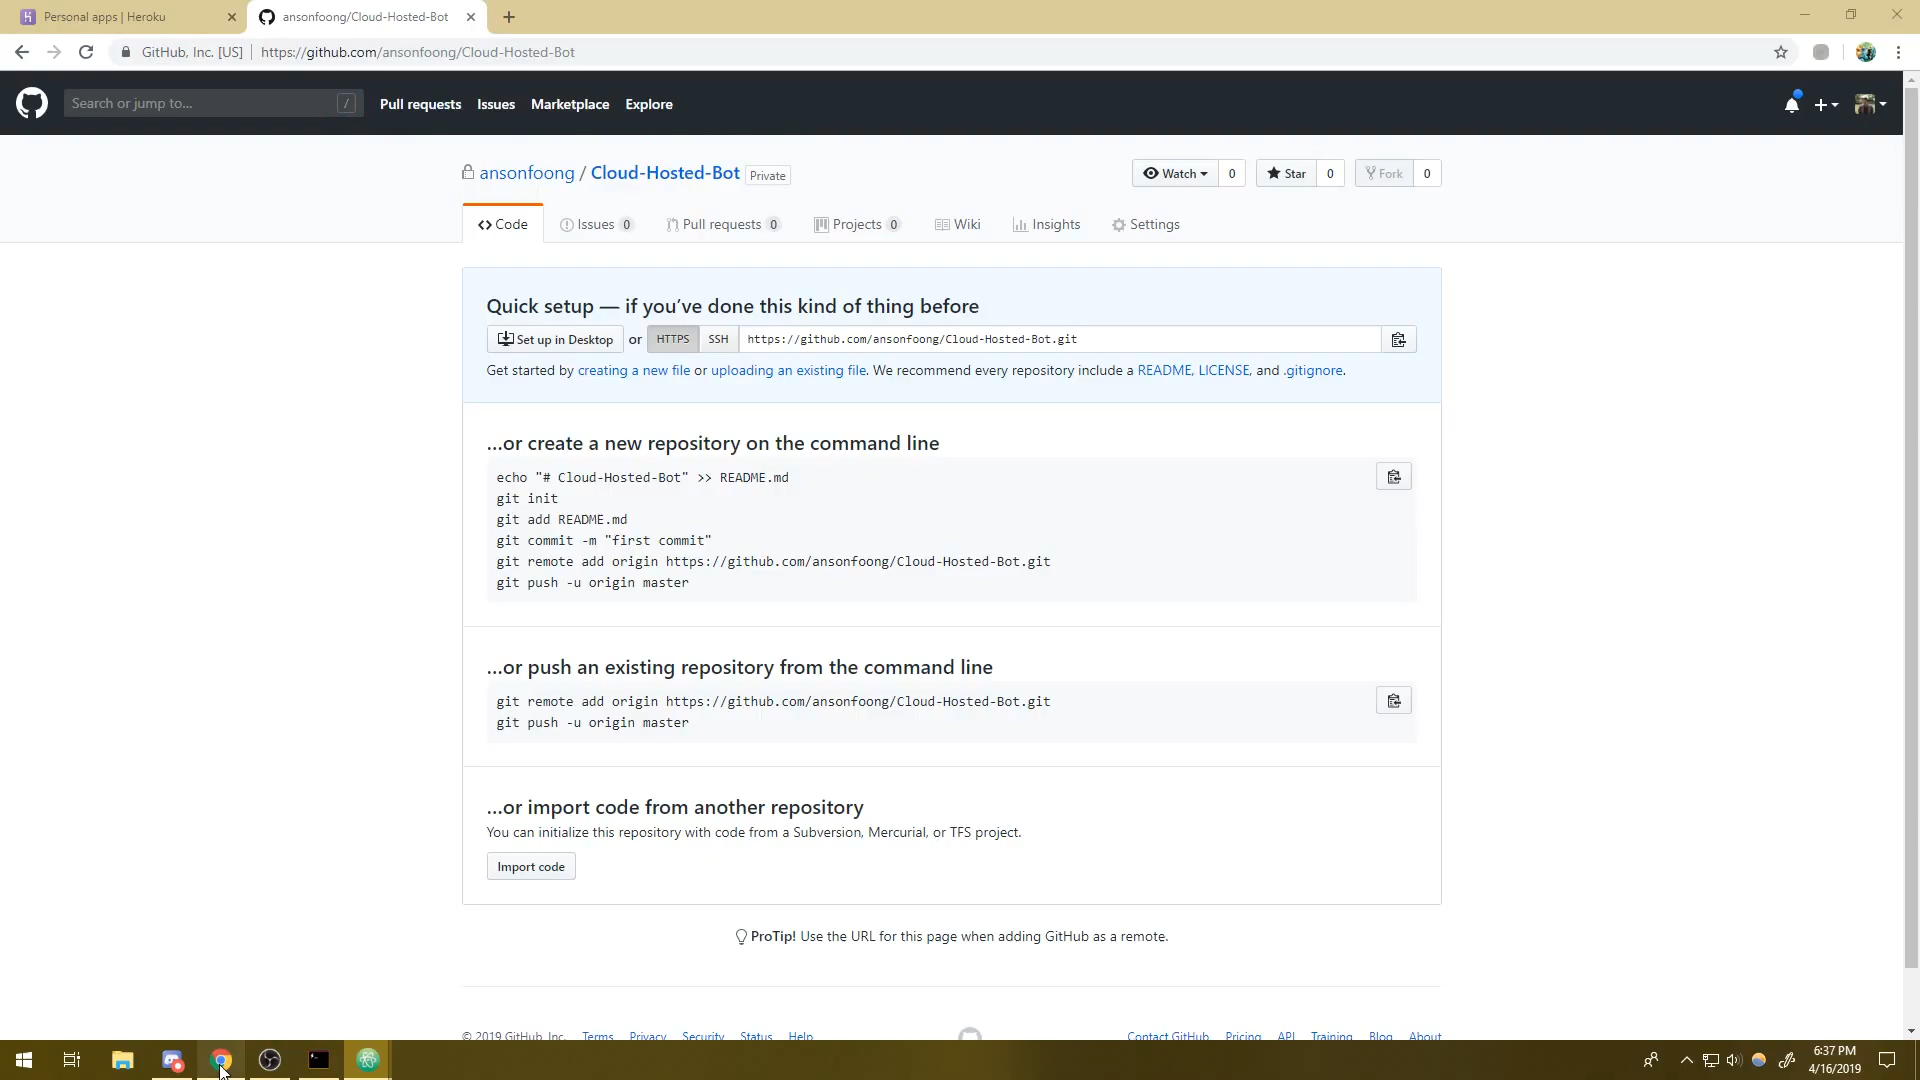 Personal apps | Heroku
ansonfoong/Cloud-Hosted-Bot
GitHub, Inc. [US]
https://github.com/ansonfoong/Cloud-Hosted-Bot
Search or jump to...
/
Pull requests
Issues
Marketplace
Explore
ansonfoong / Cloud-Hosted-Bot
Private
Watch
0
Star
0
Fork
0
Code
Issues 0
Pull requests 0
Projects 0
Wiki
Insights
Settings
Quick setup — if you’ve done this kind of thing before
Set up in Desktop or HTTPS SSH https://github.com/ansonfoong/Cloud-Hosted-Bot.git
Get started by creating a new file or uploading an existing file. We recommend every repository include a README, LICENSE, and .gitignore.
…or create a new repository on the command line
echo "# Cloud-Hosted-Bot" >> README.md
git init
git add README.md
git commit -m "first commit"
git remote add origin https://github.com/ansonfoong/Cloud-Hosted-Bot.git
git push -u origin master
…or push an existing repository from the command line
git remote add origin https://github.com/ansonfoong/Cloud-Hosted-Bot.git
git push -u origin master
…or import code from another repository
You can initialize this repository with code from a Subversion, Mercurial, or TFS project.
Import code
ProTip! Use the URL for this page when adding GitHub as a remote.
© 2019 GitHub, Inc.
Terms
Privacy
Security
Status
Help
Contact GitHub
Pricing
API
Training
Blog
About
6:37 PM
4/16/2019